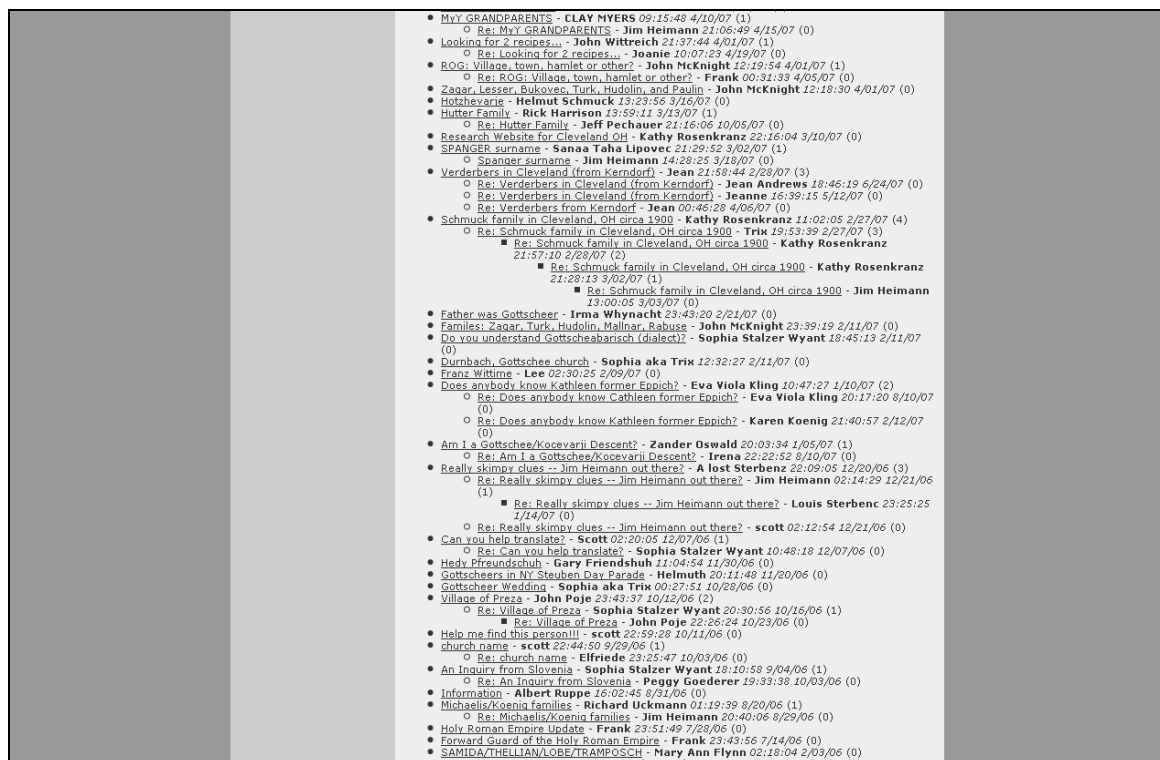 MyY GRANDPARENTS - CLAY MYERS 09:15:48 4/10/07 (1)
Re: MyY GRANDPARENTS - Jim Heimann 21:06:49 4/15/07 (0)
Looking for 2 recipes... - John Wittreich 21:37:44 4/01/07 (1)
Re: Looking for 2 recipes... - Joanie 10:07:23 4/19/07 (0)
ROG: Village, town, hamlet or other? - John McKnight 12:19:54 4/01/07 (1)
Re: ROG: Village, town, hamlet or other? - Frank 00:31:33 4/05/07 (0)
Zagar, Lesser, Bukovec, Turk, Hudolin, and Paulin - John McKnight 12:18:30 4/01/07 (0)
Hotzhevarje - Helmut Schmuck 13:23:56 3/16/07 (0)
Hutter Family - Rick Harrison 13:59:11 3/13/07 (1)
Re: Hutter Family - Jeff Pechauer 21:16:06 10/05/07 (0)
Research Website for Cleveland OH - Kathy Rosenkranz 22:16:04 3/10/07 (0)
SPANGER surname - Sanaa Taha Lipovec 21:29:52 3/02/07 (1)
Spanger surname - Jim Heimann 14:28:25 3/18/07 (0)
Verderbers in Cleveland (from Kerndorf) - Jean 21:58:44 2/28/07 (3)
Re: Verderbers in Cleveland (from Kerndorf) - Jean Andrews 18:46:19 6/24/07 (0)
Re: Verderbers in Cleveland (from Kerndorf) - Jeanne 16:39:15 5/12/07 (0)
Re: Verderbers from Kerndorf - Jean 00:46:28 4/06/07 (0)
Schmuck family in Cleveland, OH circa 1900 - Kathy Rosenkranz 11:02:05 2/27/07 (4)
Re: Schmuck family in Cleveland, OH circa 1900 - Trix 19:53:39 2/27/07 (3)
Re: Schmuck family in Cleveland, OH circa 1900 - Kathy Rosenkranz
21:57:10 2/28/07 (2)
Re: Schmuck family in Cleveland, OH circa 1900 - Kathy Rosenkranz
21:28:13 3/02/07 (1)
Re: Schmuck family in Cleveland, OH circa 1900 - Jim Heimann
13:00:05 3/03/07 (0)
Father was Gottscheer - Irma Whynacht 23:43:20 2/21/07 (0)
Familes: Zagar, Turk, Hudolin, Mallnar, Rabuse - John McKnight 23:39:19 2/11/07 (0)
Do you understand Gottscheabarisch (dialect)? - Sophia Stalzer Wyant 18:45:13 2/11/07
(0)
Durnbach, Gottschee church - Sophia aka Trix 12:32:27 2/11/07 (0)
Franz Wittime - Lee 02:30:25 2/09/07 (0)
Does anybody know Kathleen former Eppich? - Eva Viola Kling 10:47:27 1/10/07 (2)
Re: Does anybody know Cathleen former Eppich? - Eva Viola Kling 20:17:20 8/10/07
(0)
Re: Does anybody know Kathleen former Eppich? - Karen Koenig 21:40:57 2/12/07
(0)
Am I a Gottschee/Kocevarji Descent? - Zander Oswald 20:03:34 1/05/07 (1)
Re: Am I a Gottschee/Kocevarji Descent? - Irena 22:22:52 8/10/07 (0)
Really skimpy clues -- Jim Heimann out there? - A lost Sterbenz 22:09:05 12/20/06 (3)
Re: Really skimpy clues -- Jim Heimann out there? - Jim Heimann 02:14:29 12/21/06
(1)
Re: Really skimpy clues -- Jim Heimann out there? - Louis Sterbenc 23:25:25
1/14/07 (0)
Re: Really skimpy clues -- Jim Heimann out there? - scott 02:12:54 12/21/06 (0)
Can you help translate? - Scott 02:20:05 12/07/06 (1)
Re: Can you help translate? - Sophia Stalzer Wyant 10:48:18 12/07/06 (0)
Hedy Pfreundschuh - Gary Friendshuh 11:04:54 11/30/06 (0)
Gottscheers in NY Steuben Day Parade - Helmuth 20:11:48 11/20/06 (0)
Gottscheer Wedding - Sophia aka Trix 00:27:51 10/28/06 (0)
Village of Preza - John Poje 23:43:37 10/12/06 (2)
Re: Village of Preza - Sophia Stalzer Wyant 20:30:56 10/16/06 (1)
Re: Village of Preza - John Poje 22:26:24 10/23/06 (0)
Help me find this person!!! - scott 22:59:28 10/11/06 (0)
church name - scott 22:44:50 9/29/06 (1)
Re: church name - Elfriede 23:25:47 10/03/06 (0)
An Inquiry from Slovenia - Sophia Stalzer Wyant 18:10:58 9/04/06 (1)
Re: An Inquiry from Slovenia - Peggy Goederer 19:33:38 10/03/06 (0)
Information - Albert Ruppe 16:02:45 8/31/06 (0)
Michaelis/Koenig families - Richard Uckmann 01:19:39 8/20/06 (1)
Re: Michaelis/Koenig families - Jim Heimann 20:40:06 8/29/06 (0)
Holy Roman Empire Update - Frank 23:51:49 7/28/06 (0)
Forward Guard of the Holy Roman Empire - Frank 23:43:56 7/14/06 (0)
SAMIDA/THELLIAN/LOBE/TRAMPOSCH - Mary Ann Flynn 02:18:04 2/03/06 (0)